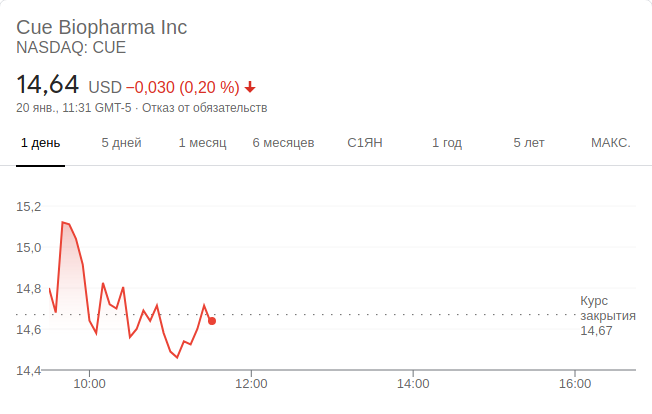 Cue Biopharma Inc
NASDAQ: CUE
14,64 USD −0,030 (0,20 %)
20 янв., 11:31 GMT-5 · Отказ от обязательств
1 день 5 дней 1 месяц 6 месяцев С1ЯН 1 год 5 лет МАКС.
15,2
15,0
14,8
14,6
14,4
Курс
закрытия
14,67
10:00 12:00 14:00 16:00